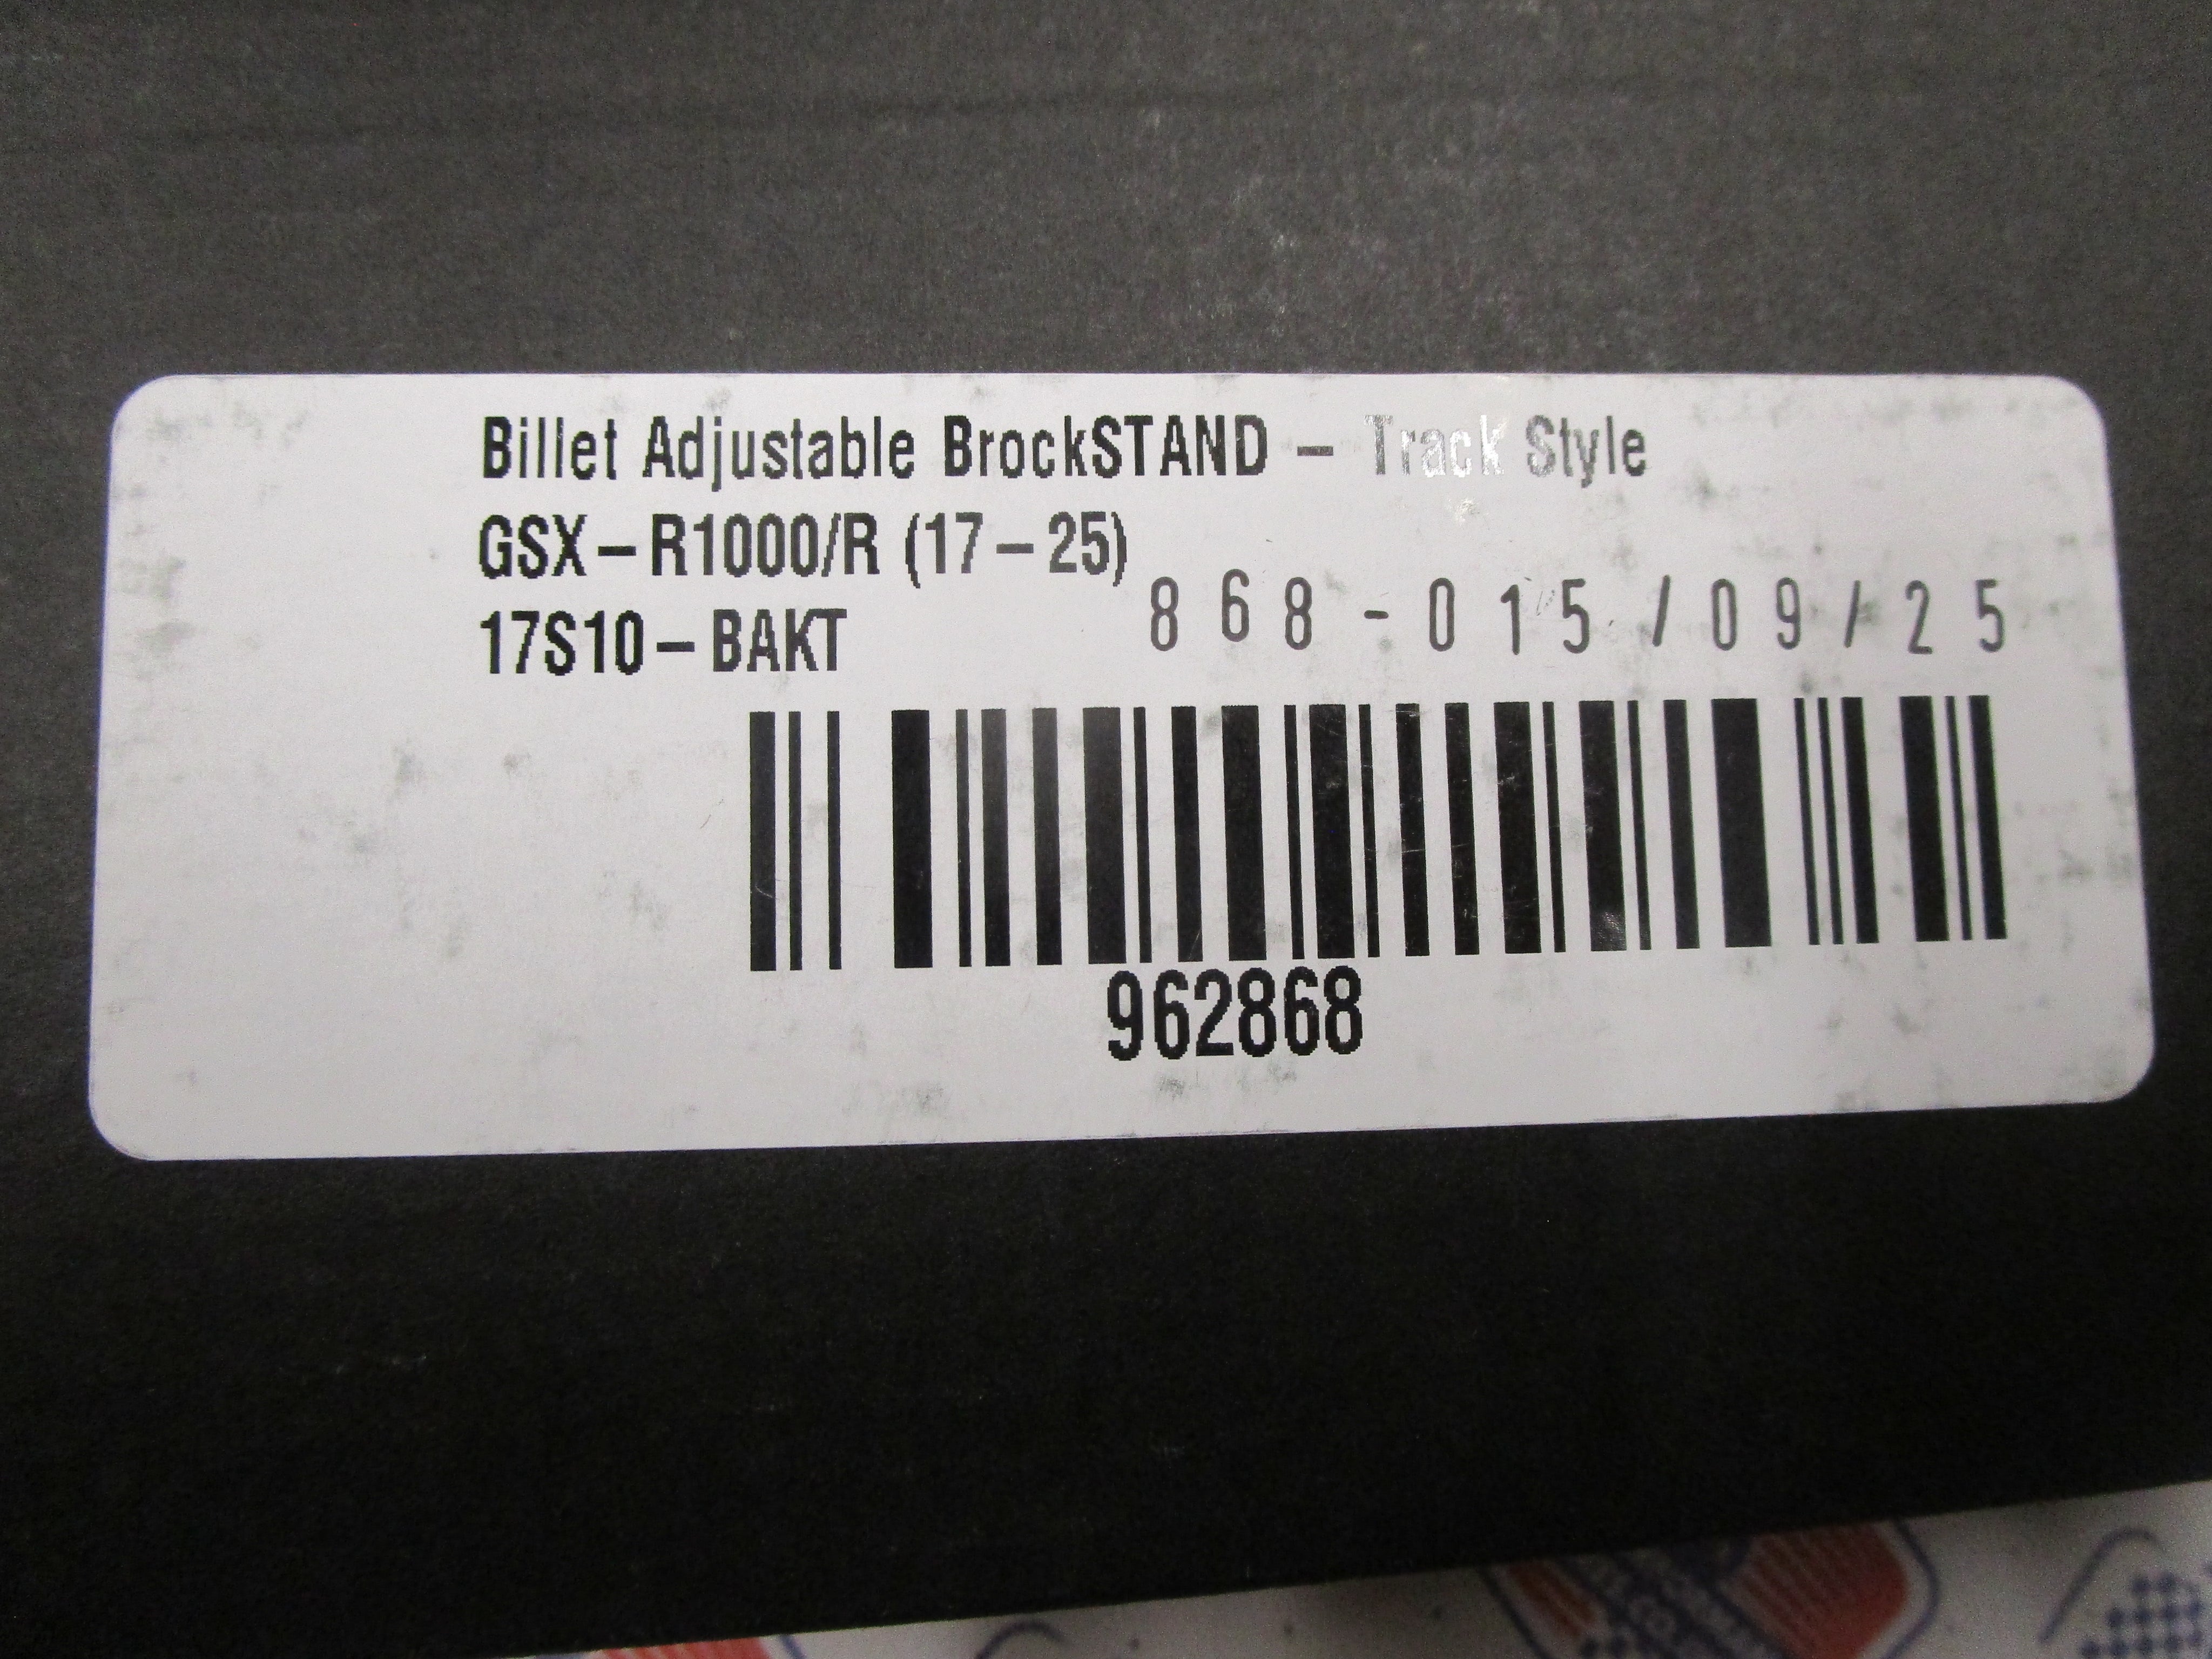 Billet Adjustable BrockSTAND - Track Style
GSX-R1000/R (17-25)
17S10-BAKT
868-015/09/25
962868